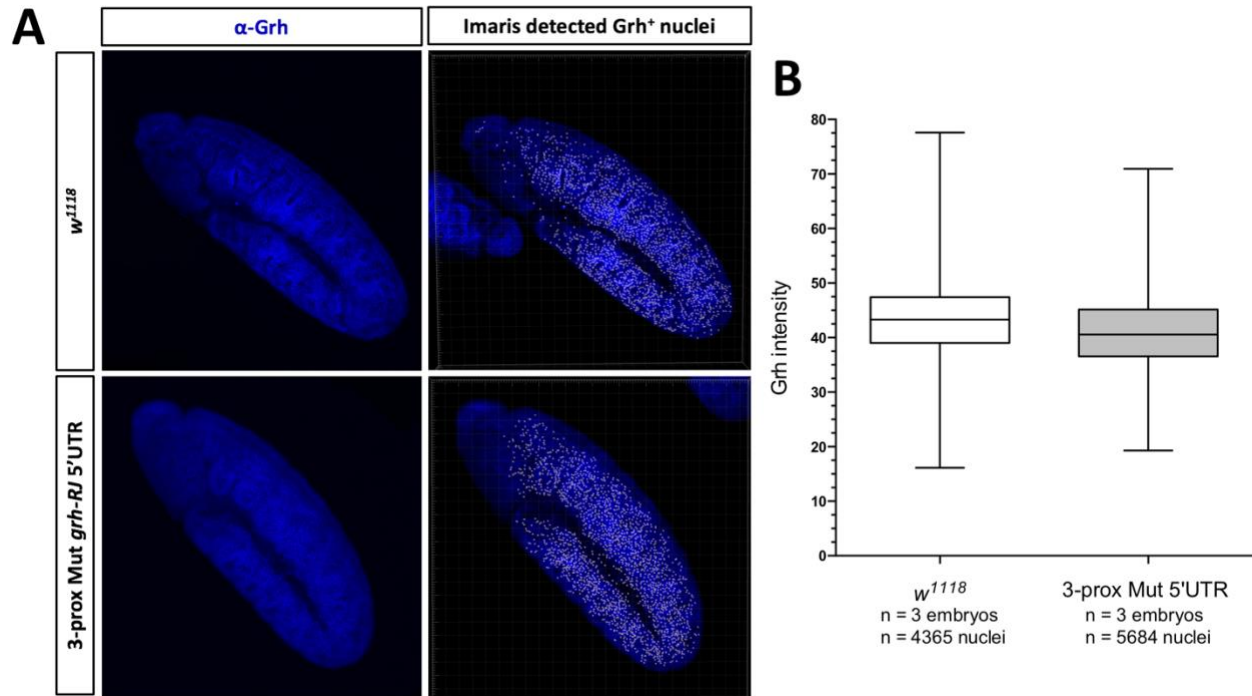 A
α-Grh
Imaris detected Grh⁺ nuclei
w¹¹¹⁸
3-prox Mut grh-RJ 5'UTR
B
Grh intensity
80
70
60
50
40
30
20
10
0
w¹¹¹⁸
n = 3 embryos
n = 4365 nuclei
3-prox Mut 5'UTR
n = 3 embryos
n = 5684 nuclei